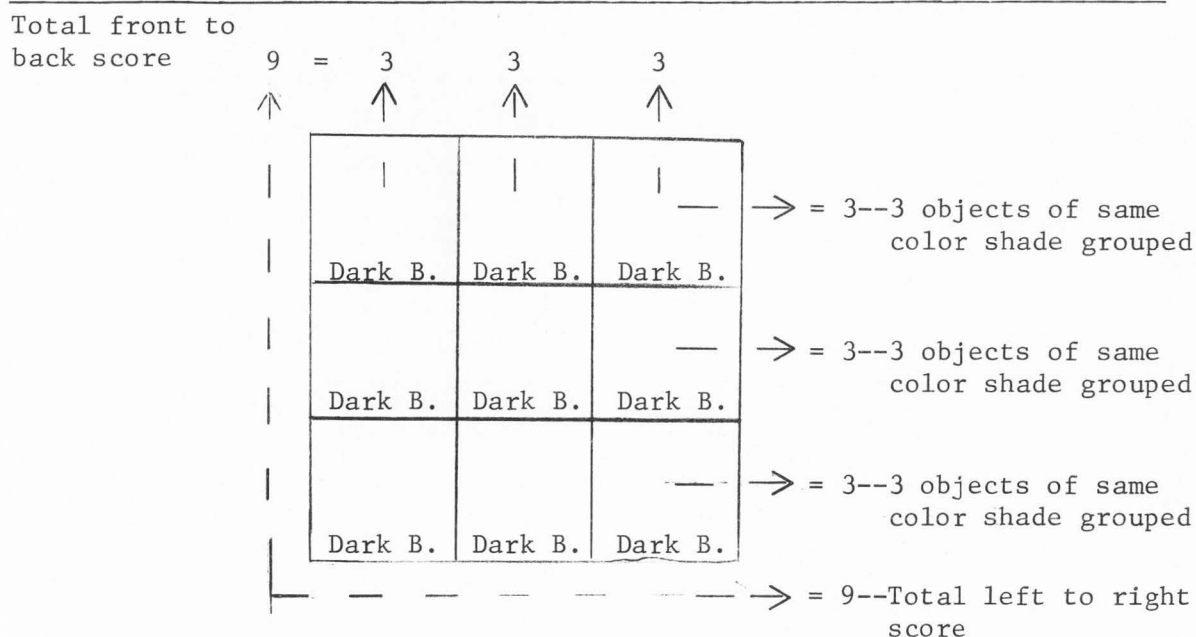 Total front to
back score 9 = 3 3 3
= 3--3 objects of same
color shade grouped
Dark B. Dark B. Dark B.
= 3--3 objects of same
color shade grouped
Dark B. Dark B. Dark B.
= 3--3 objects of same
color shade grouped
Dark B. Dark B. Dark B.
= 9--Total left to right
score